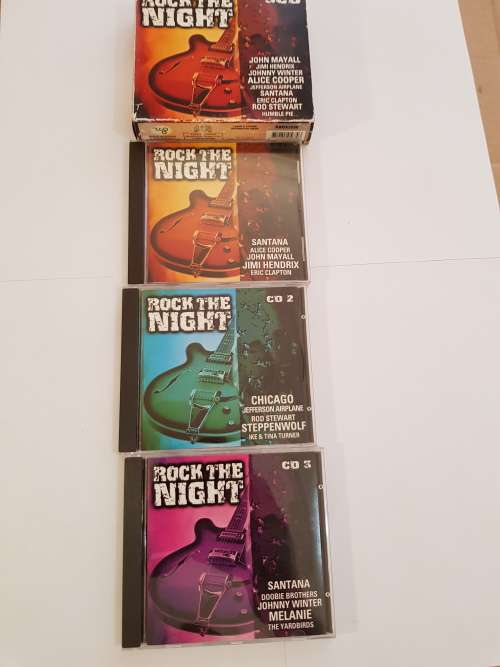 ROCK THE
NIGHT
JOHN MAYALL
JIMI HENDRIX
JOHNNY WINTER
ALICE COOPER
JEFFERSON AIRPLANE
SANTANA
ERIC CLAPTON
ROD STEWART
HUMBLE PIE
ROCK THE
NIGHT
SANTANA
ALICE COOPER
JOHN MAYALL
JIMI HENDRIX
ERIC CLAPTON
ROCK THE
NIGHT
CD 2
CHICAGO
JEFFERSON AIRPLANE
ROD STEWART
STEPPENWOLF
IKE & TINA TURNER
ROCK THE
NIGHT
CD 3
SANTANA
DOOBIE BROTHERS
JOHNNY WINTER
MELANIE
THE YARDBIRDS